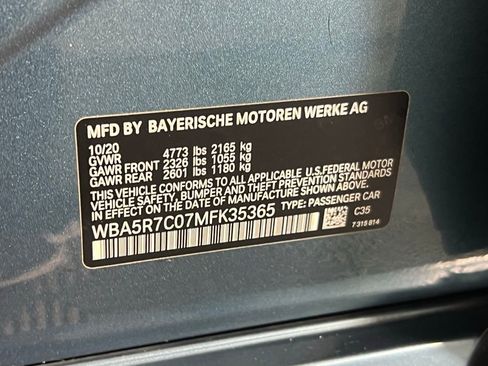 MFD BY BAYERISCHE MOTOREN WERKE AG
10/20
GVWR 4773 lbs 2165 kg
GAWR FRONT 2326 lbs 1055 kg
GAWR REAR 2601 lbs 1180 kg
THIS VEHICLE CONFORMS TO ALL APPLICABLE U.S.FEDERAL MOTOR
VEHICLE SAFETY, BUMPER, AND THEFT PREVENTION STANDARDS
IN EFFECT ON THE DATE OF MANUFACTURE SHOWN ABOVE.
WBA5R7C07MFK35365 TYPE: PASSENGER CAR
C35
7 315 814